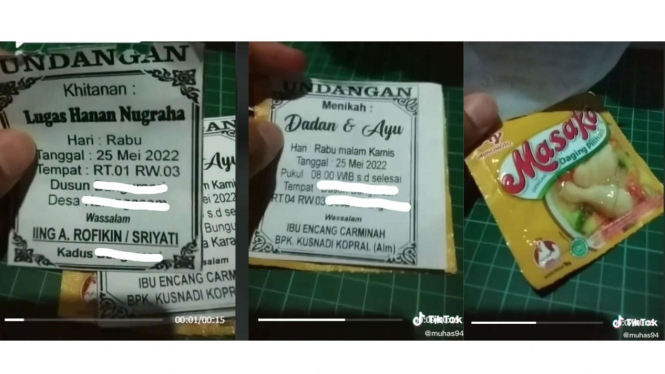 UNDANGAN
Khitanan :
Lugas Hanan Nugraha
Hari : Rabu
Tanggal : 25 Mei 2022
Tempat : RT.01 RW.03
Dusun
Desa
Wassalam
IING A. ROFIKIN / SRIYATI
Kadus
Ayu
salam
IBU ENCANG CARM
BPK. KUSNADI KOPR
00:01/00:15
UNDANGAN
Menikah :
Dadan & Ayu
Hari : Rabu malam Kamis
Tanggal : 25 Mei 2022
Pukul : 08.00 WIB s.d selesai
Tempat :
RT.04 RW.03
Wassalam
IBU ENCANG CARMINAH
BPK. KUSNADI KOPRAL (Alm)
TikTok
@muhas94
Masako
Daging
TikTok
@muhas94